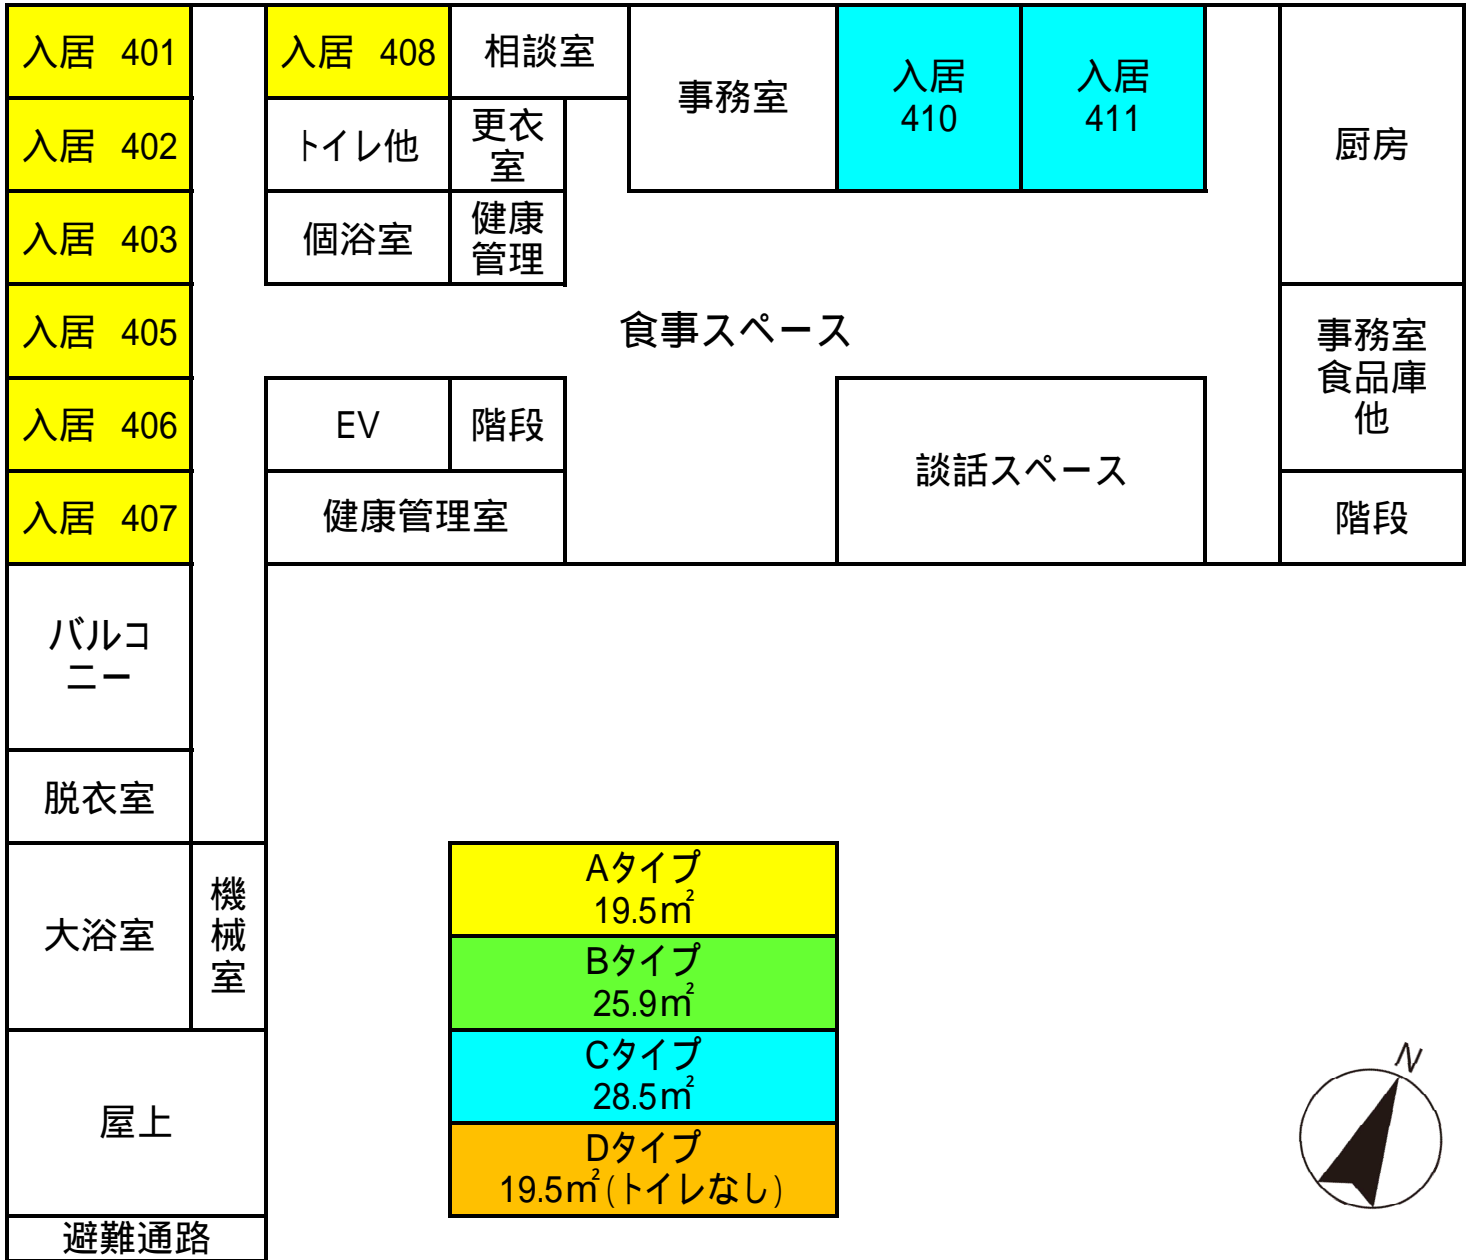 入居 401
入居 408
相談室
事務室
入居
410
入居
411
厨房
入居 402
トイレ他
更衣
室
入居 403
個浴室
健康
管理
入居 405
食事スペース
事務室
食品庫
他
入居 406
EV
階段
談話スペース
入居 407
健康管理室
階段
バルコ
ニー
脱衣室
大浴室
機
械
室
屋上
避難通路
Aタイプ
19.5㎡
Bタイプ
25.9㎡
Cタイプ
28.5㎡
Dタイプ
19.5㎡(トイレなし)
N